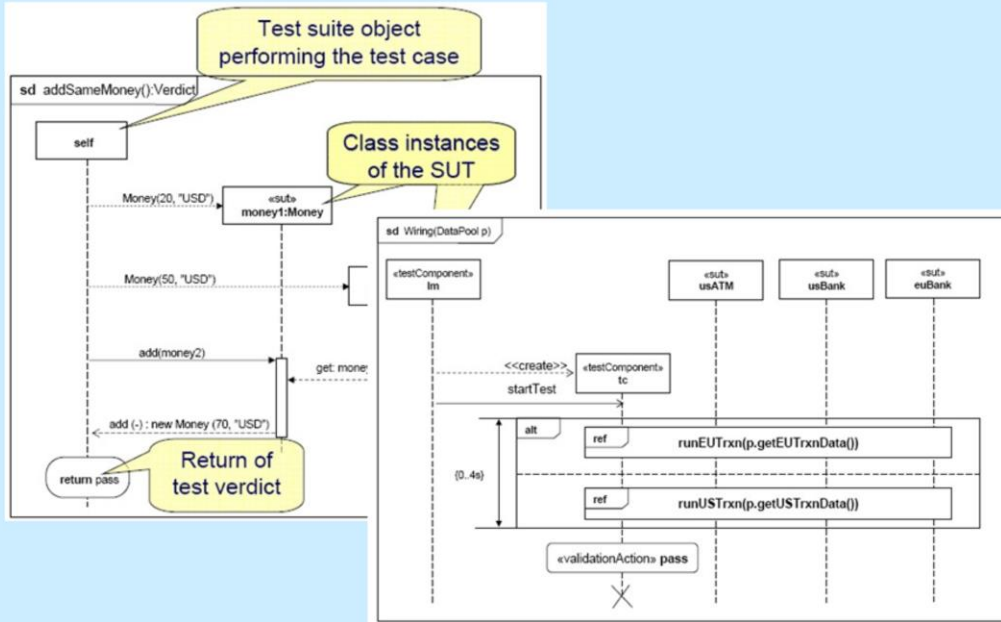 Test suite object
performing the test case
sd addSameMoney():Verdict
self
Class instances
of the SUT
Money(20, "USD")
«sut»
money1:Money
Money(50, "USD")
add(money2)
get: money
add (-) : new Money (70, "USD")
Return of
test verdict
return pass
sd Wiring(DataPool p)
«testComponent»
lm
«sut»
usATM
«sut»
usBank
«sut»
euBank
<<create>>
«testComponent»
tc
startTest
alt
ref
runEUTrxn(p.getEUTrxnData())
{0..4s}
ref
runUSTrxn(p.getUSTrxnData())
«validationAction» pass